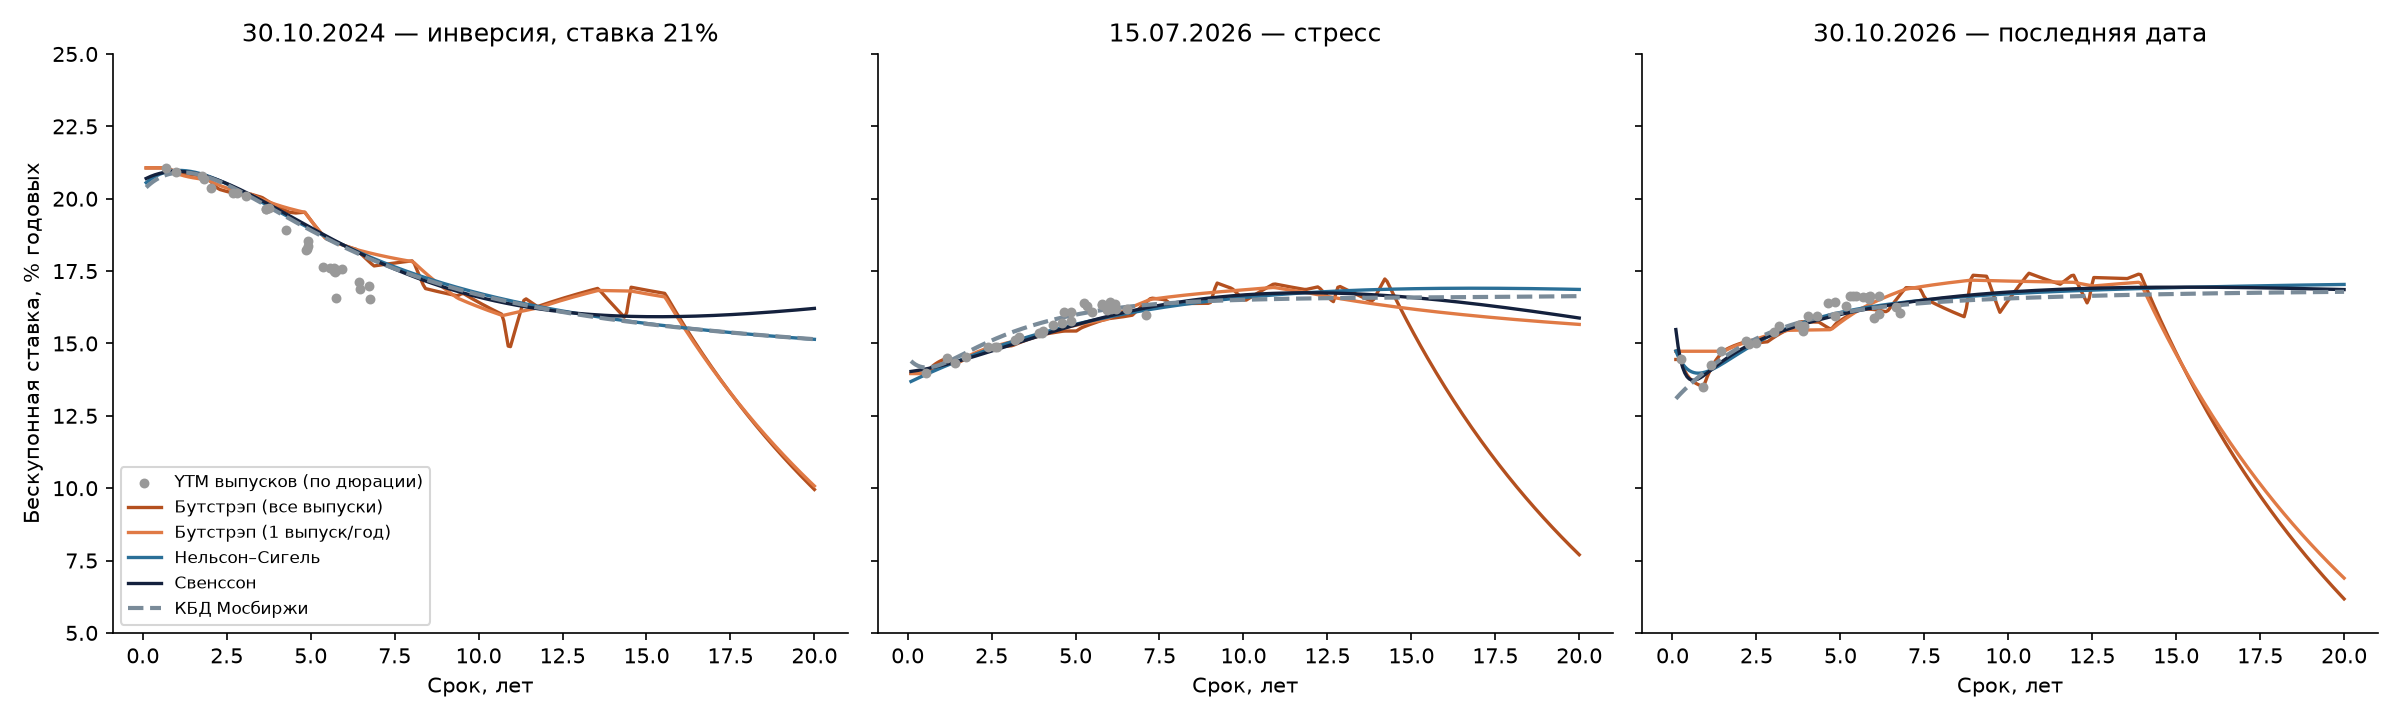 30.10.2024 — инверсия, ставка 21%
15.07.2026 — стресс
30.10.2026 — последняя дата
Бескупонная ставка, % годовых
25.0
22.5
20.0
17.5
15.0
12.5
10.0
7.5
5.0
YTM выпусков (по дюрации)
Бутстрэп (все выпуски)
Бутстрэп (1 выпуск/год)
Нельсон–Сигель
Свенссон
КБД Мосбиржи
0.0 2.5 5.0 7.5 10.0 12.5 15.0 17.5 20.0
0.0 2.5 5.0 7.5 10.0 12.5 15.0 17.5 20.0
0.0 2.5 5.0 7.5 10.0 12.5 15.0 17.5 20.0
Срок, лет
Срок, лет
Срок, лет